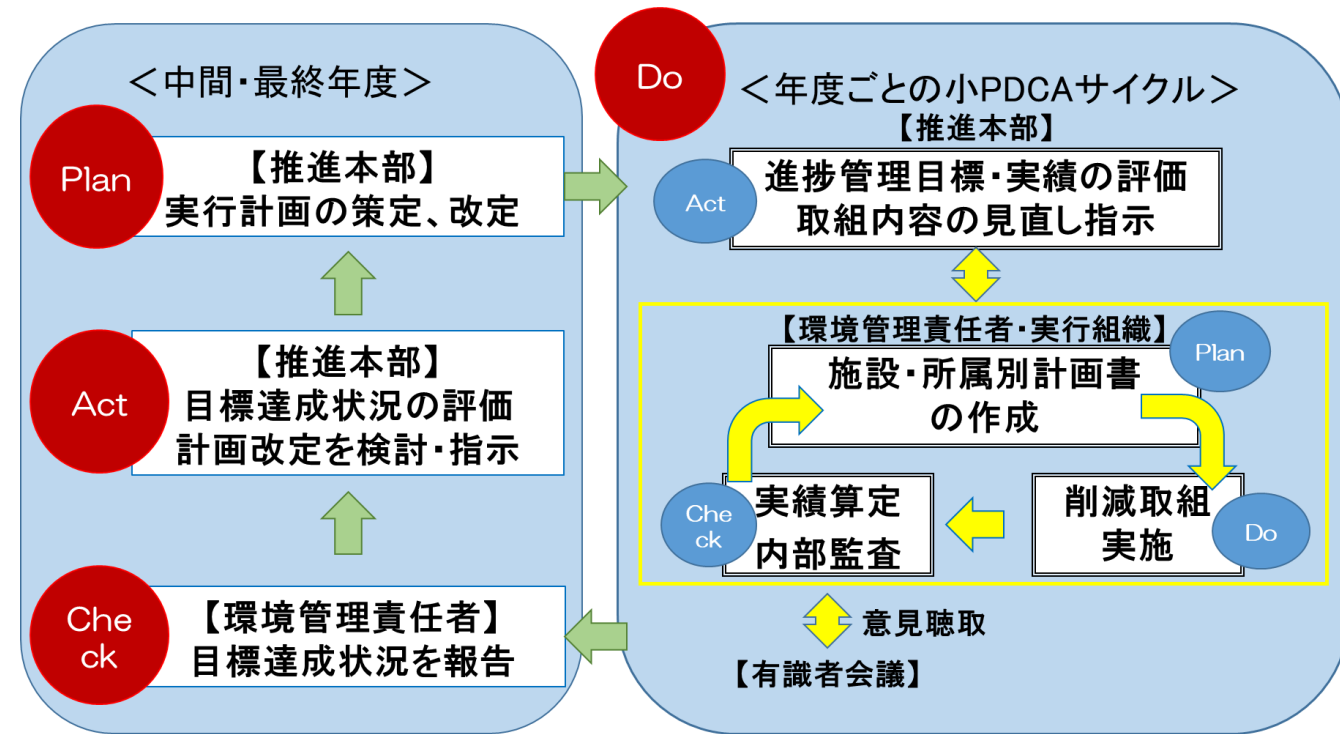 ＜中間・最終年度＞
Plan
【推進本部】
実行計画の策定、改定
Act
【推進本部】
目標達成状況の評価
計画改定を検討・指示
Che
ck
【環境管理責任者】
目標達成状況を報告
Do
＜年度ごとの小PDCAサイクル＞
【推進本部】
Act
進捗管理目標・実績の評価
取組内容の見直し指示
【環境管理責任者・実行組織】
Plan
施設・所属別計画書
の作成
Che
ck
実績算定
内部監査
削減取組
実施
Do
意見聴取
【有識者会議】